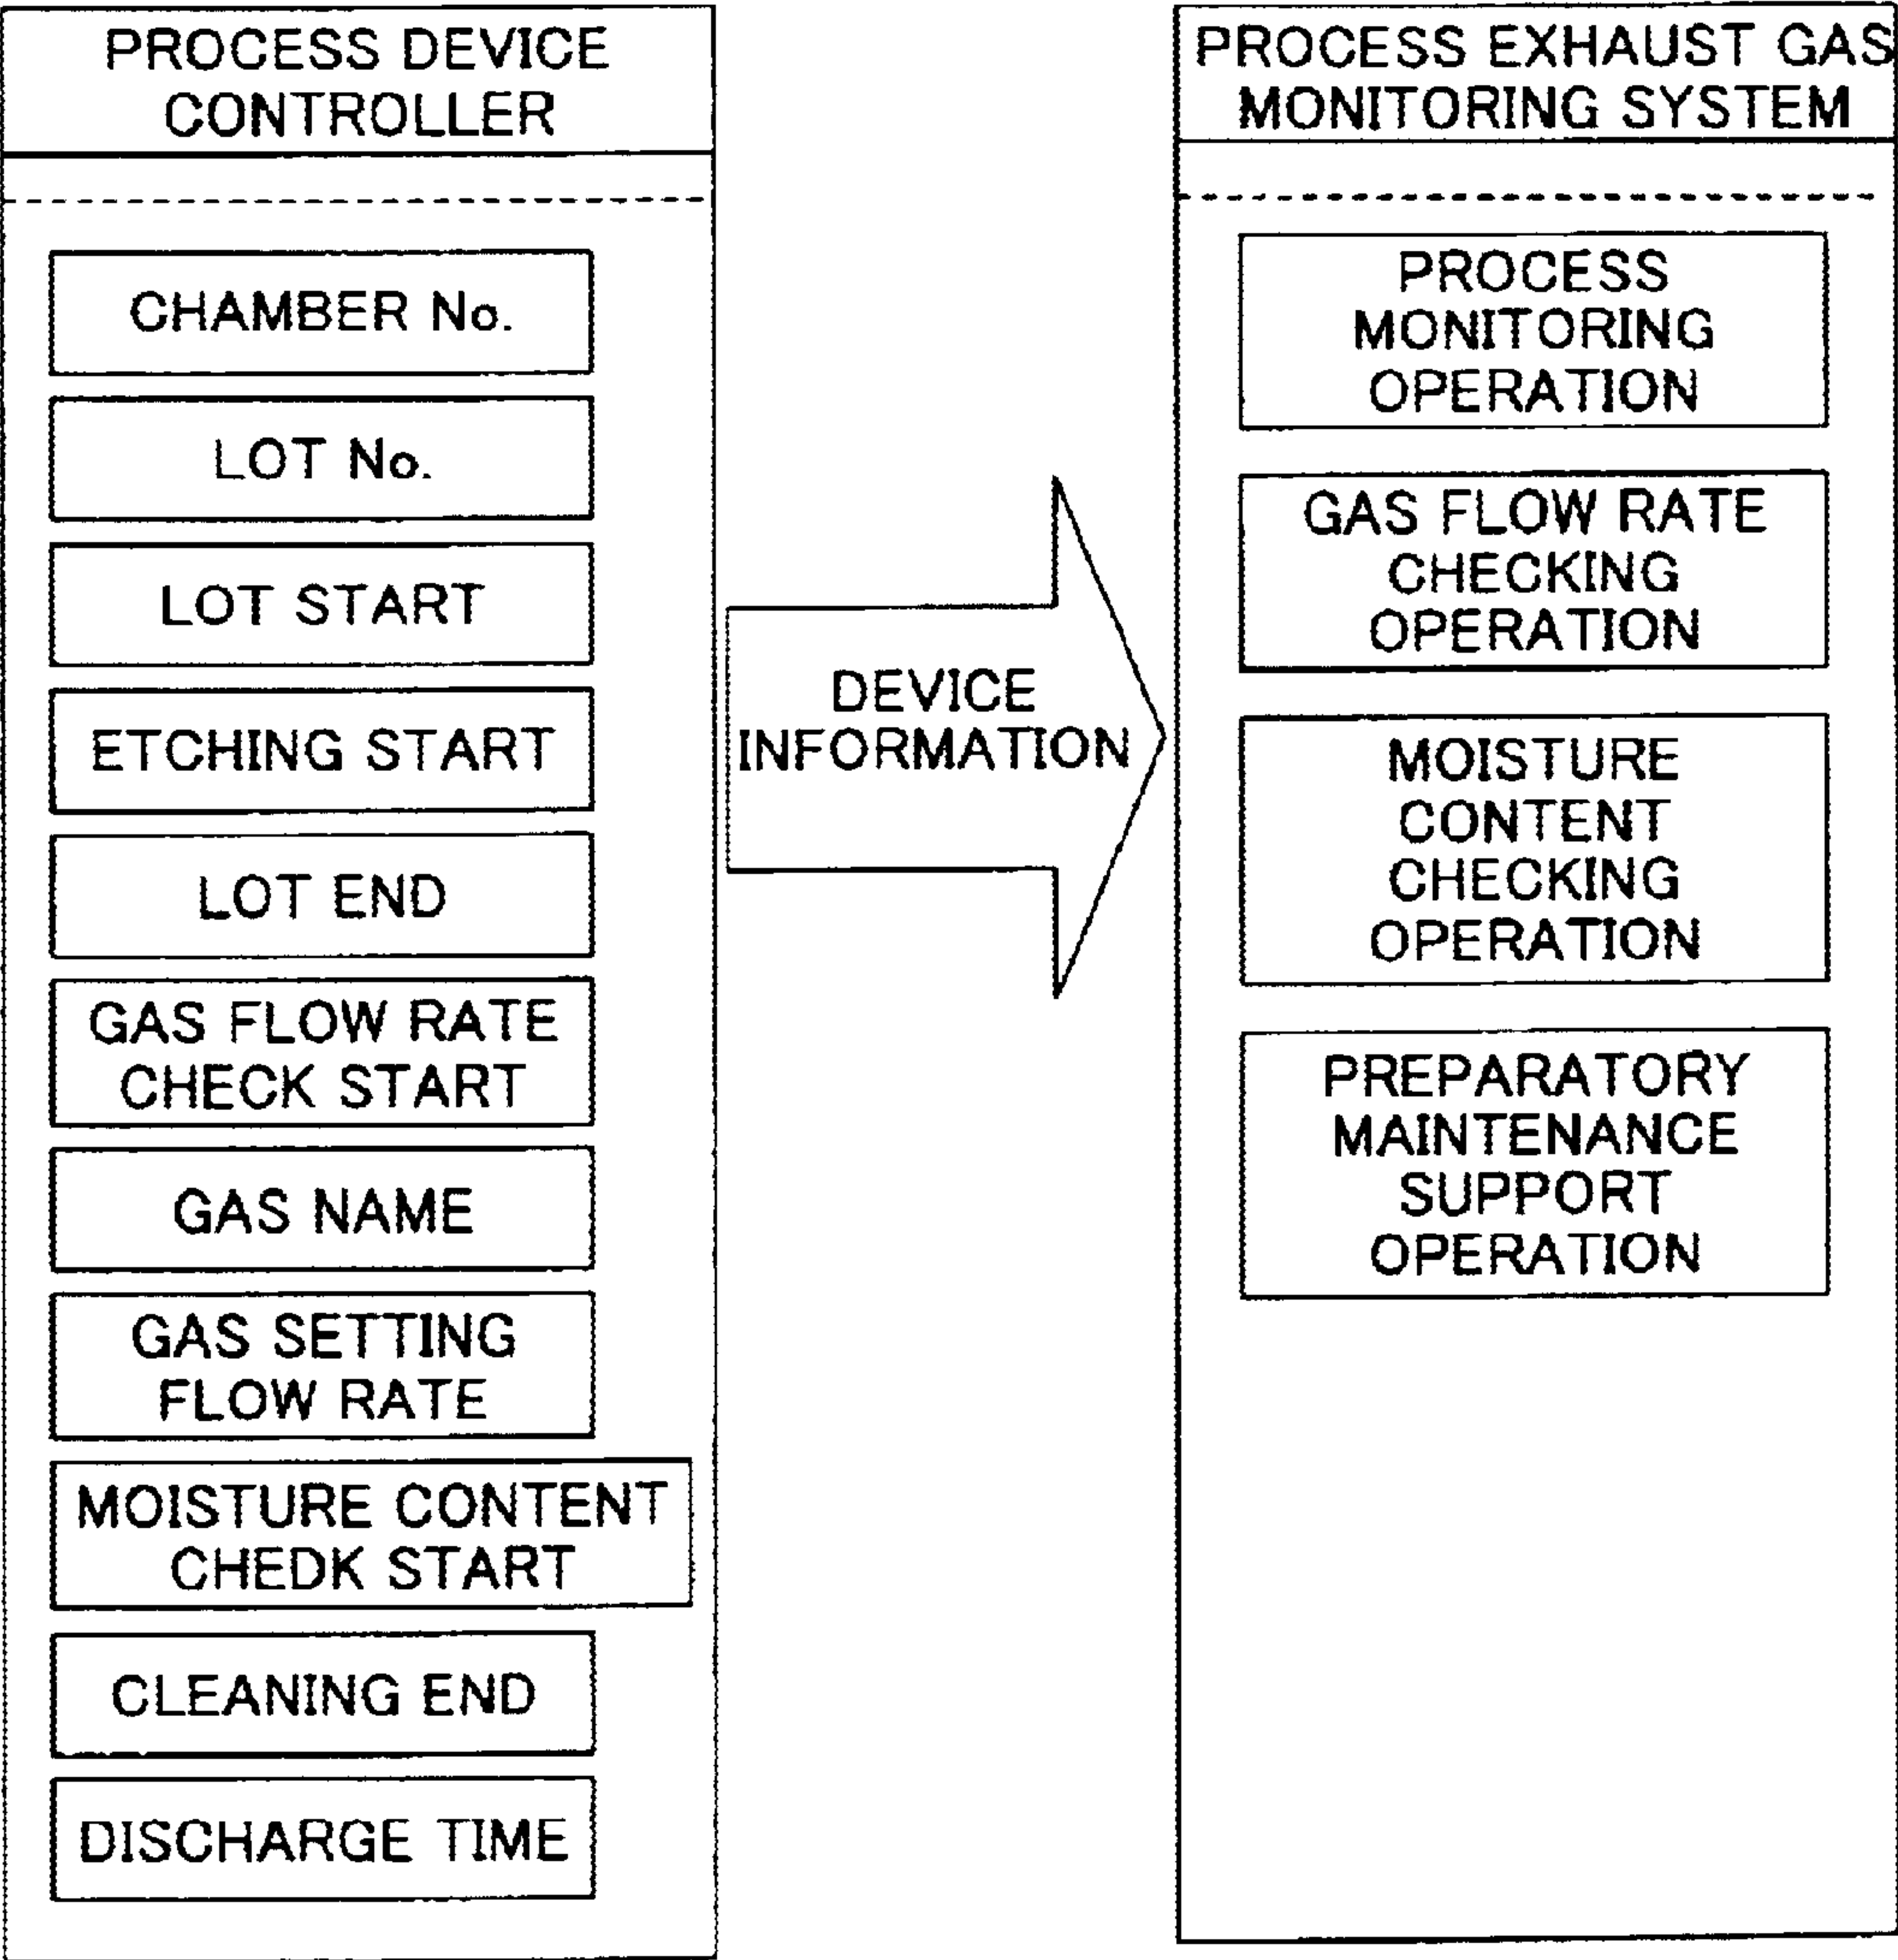 PROCESS DEVICE
CONTROLLER
CHAMBER No.
LOT No.
LOT START
ETCHING START
LOT END
GAS FLOW RATE
CHECK START
GAS NAME
GAS SETTING
FLOW RATE
MOISTURE CONTENT
CHEDK START
CLEANING END
DISCHARGE TIME
DEVICE
INFORMATION
PROCESS EXHAUST GAS
MONITORING SYSTEM
PROCESS
MONITORING
OPERATION
GAS FLOW RATE
CHECKING
OPERATION
MOISTURE
CONTENT
CHECKING
OPERATION
PREPARATORY
MAINTENANCE
SUPPORT
OPERATION